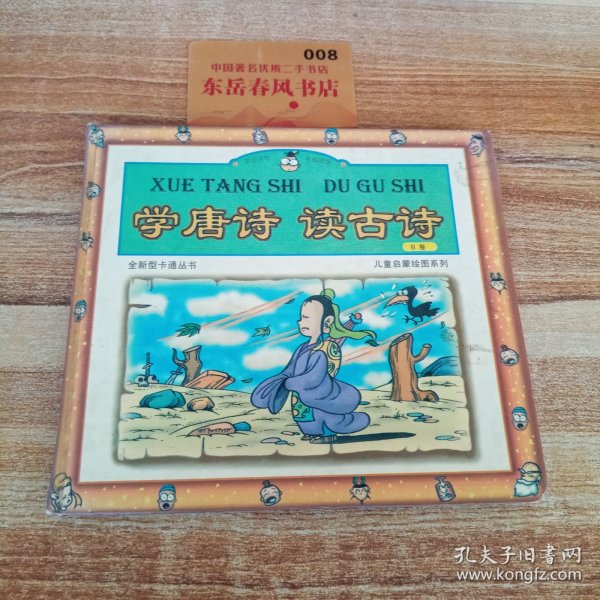 008
中国著名优质二手书店
东岳春风书店
XUE TANG SHI DU GU SHI
学唐诗 读古诗
B卷
全新型卡通丛书 儿童启蒙绘图系列
孔夫子旧书网
www.kongfz.com